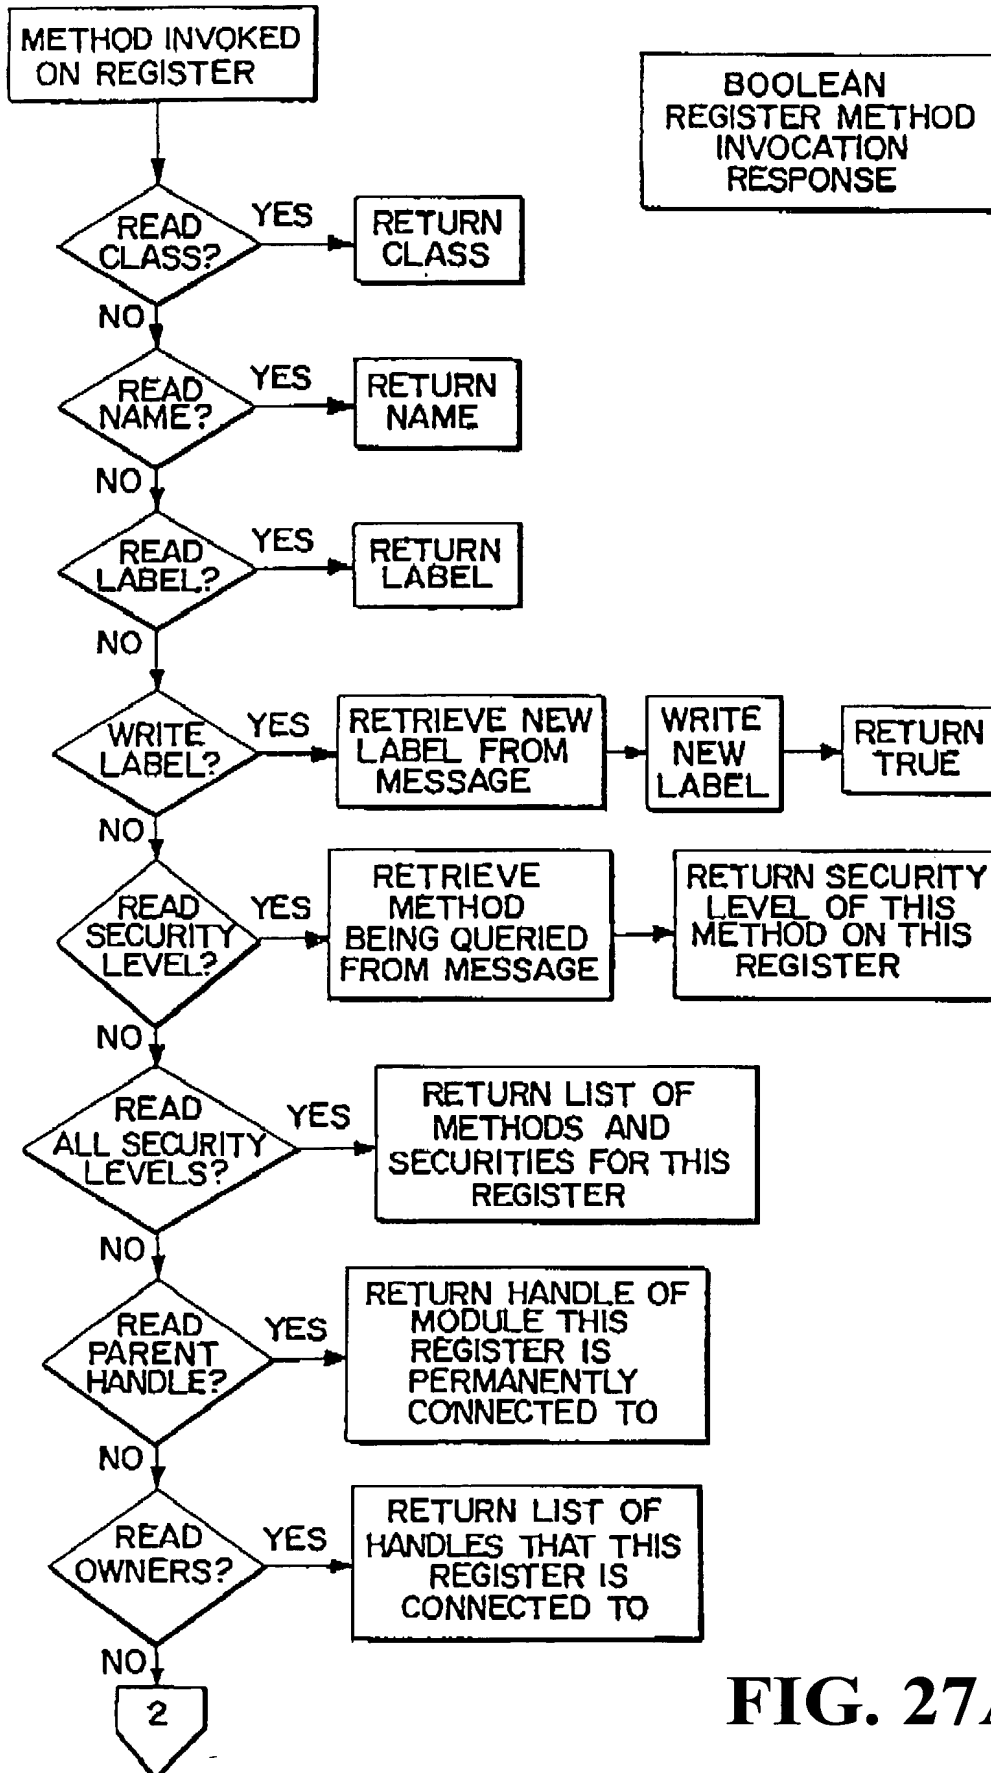 METHOD INVOKED
ON REGISTER
BOOLEAN
REGISTER METHOD
INVOCATION
RESPONSE
READ
CLASS?
YES
RETURN
CLASS
NO
READ
NAME?
YES
RETURN
NAME
NO
READ
LABEL?
YES
RETURN
LABEL
NO
WRITE
LABEL?
YES
RETRIEVE NEW
LABEL FROM
MESSAGE
WRITE
NEW
LABEL
RETURN
TRUE
NO
READ
SECURITY
LEVEL?
YES
RETRIEVE
METHOD
BEING QUERIED
FROM MESSAGE
RETURN SECURITY
LEVEL OF THIS
METHOD ON THIS
REGISTER
NO
READ
ALL SECURITY
LEVELS?
YES
RETURN LIST OF
METHODS AND
SECURITIES FOR THIS
REGISTER
NO
READ
PARENT
HANDLE?
YES
RETURN HANDLE OF
MODULE THIS
REGISTER IS
PERMANENTLY
CONNECTED TO
NO
READ
OWNERS?
YES
RETURN LIST OF
HANDLES THAT THIS
REGISTER IS
CONNECTED TO
NO
2
FIG. 27A